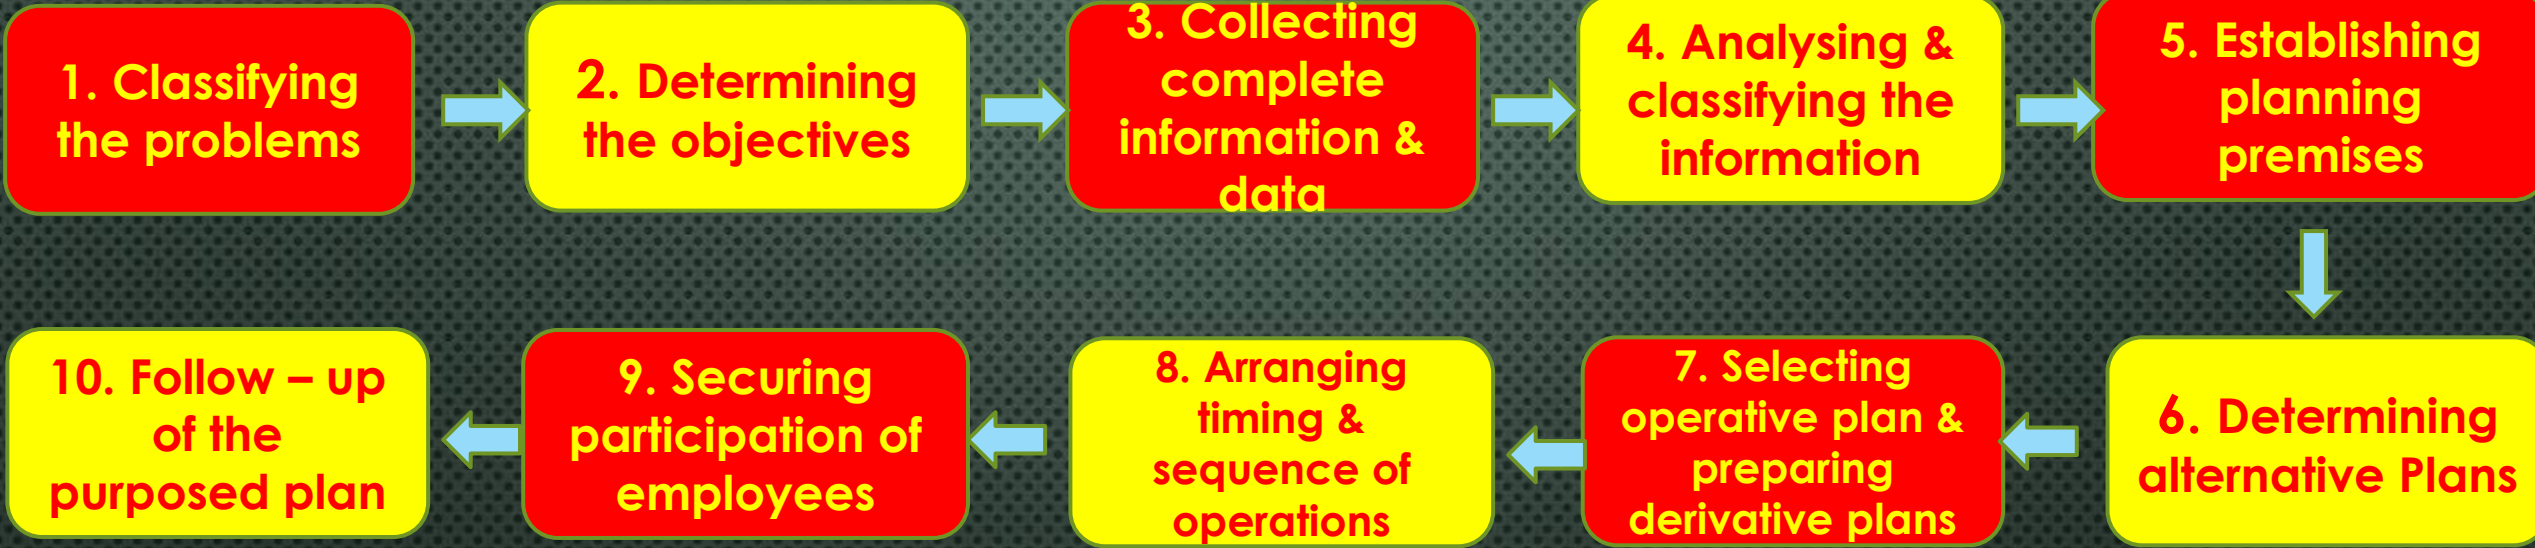 1. Classifying
the problems
2. Determining
the objectives
3. Collecting
complete
information &
data
4. Analysing &
classifying the
information
5. Establishing
planning
premises
6. Determining
alternative Plans
7. Selecting
operative plan &
preparing
derivative plans
8. Arranging
timing &
sequence of
operations
9. Securing
participation of
employees
10. Follow – up
of the
purposed plan